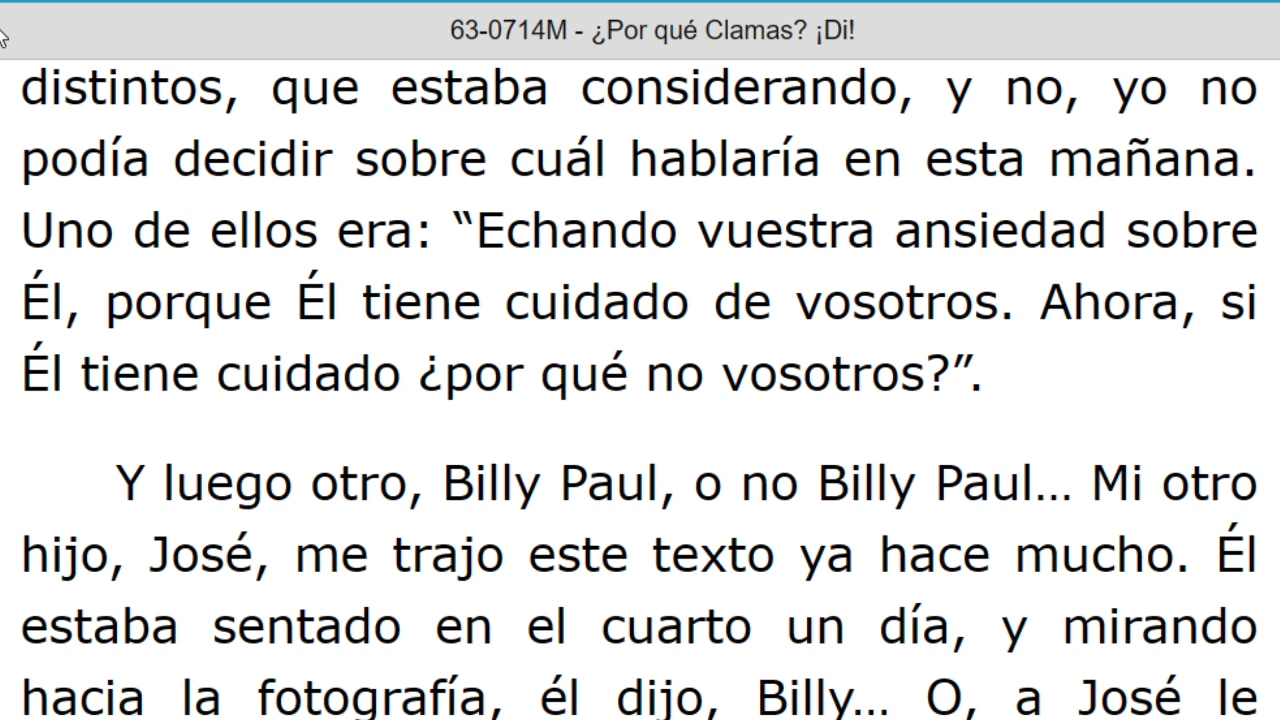 63-0714M - ¿Por qué Clamas? ¡Di!
distintos, que estaba considerando, y no, yo no
podía decidir sobre cuál hablaría en esta mañana.
Uno de ellos era: “Echando vuestra ansiedad sobre
Él, porque Él tiene cuidado de vosotros. Ahora, si
Él tiene cuidado ¿por qué no vosotros?”.
Y luego otro, Billy Paul, o no Billy Paul… Mi otro
hijo, José, me trajo este texto ya hace mucho. Él
estaba sentado en el cuarto un día, y mirando
hacia la fotografía, él dijo, Billy… O, a José le